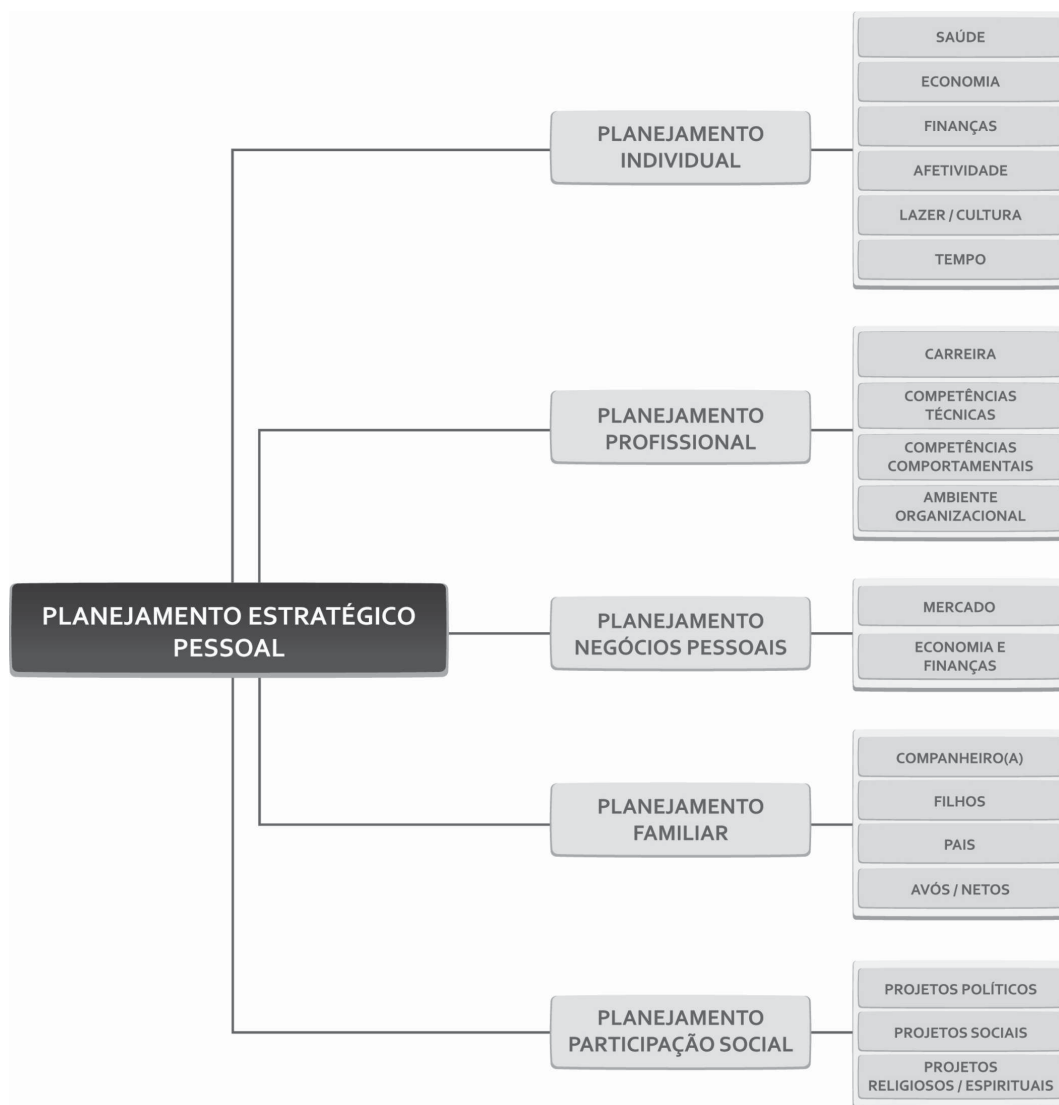 PLANEJAMENTO ESTRATÉGICO
PESSOAL
PLANEJAMENTO
INDIVIDUAL
SAÚDE
ECONOMIA
FINANÇAS
AFETIVIDADE
LAZER / CULTURA
TEMPO
PLANEJAMENTO
PROFISSIONAL
CARREIRA
COMPETÊNCIAS
TÉCNICAS
COMPETÊNCIAS
COMPORTAMENTAIS
AMBIENTE
ORGANIZACIONAL
PLANEJAMENTO
NEGÓCIOS PESSOAIS
MERCADO
ECONOMIA E
FINANÇAS
PLANEJAMENTO
FAMILIAR
COMPANHEIRO(A)
FILHOS
PAIS
AVÓS / NETOS
PLANEJAMENTO
PARTICIPAÇÃO SOCIAL
PROJETOS POLÍTICOS
PROJETOS SOCIAIS
PROJETOS
RELIGIOSOS / ESPIRITUAIS